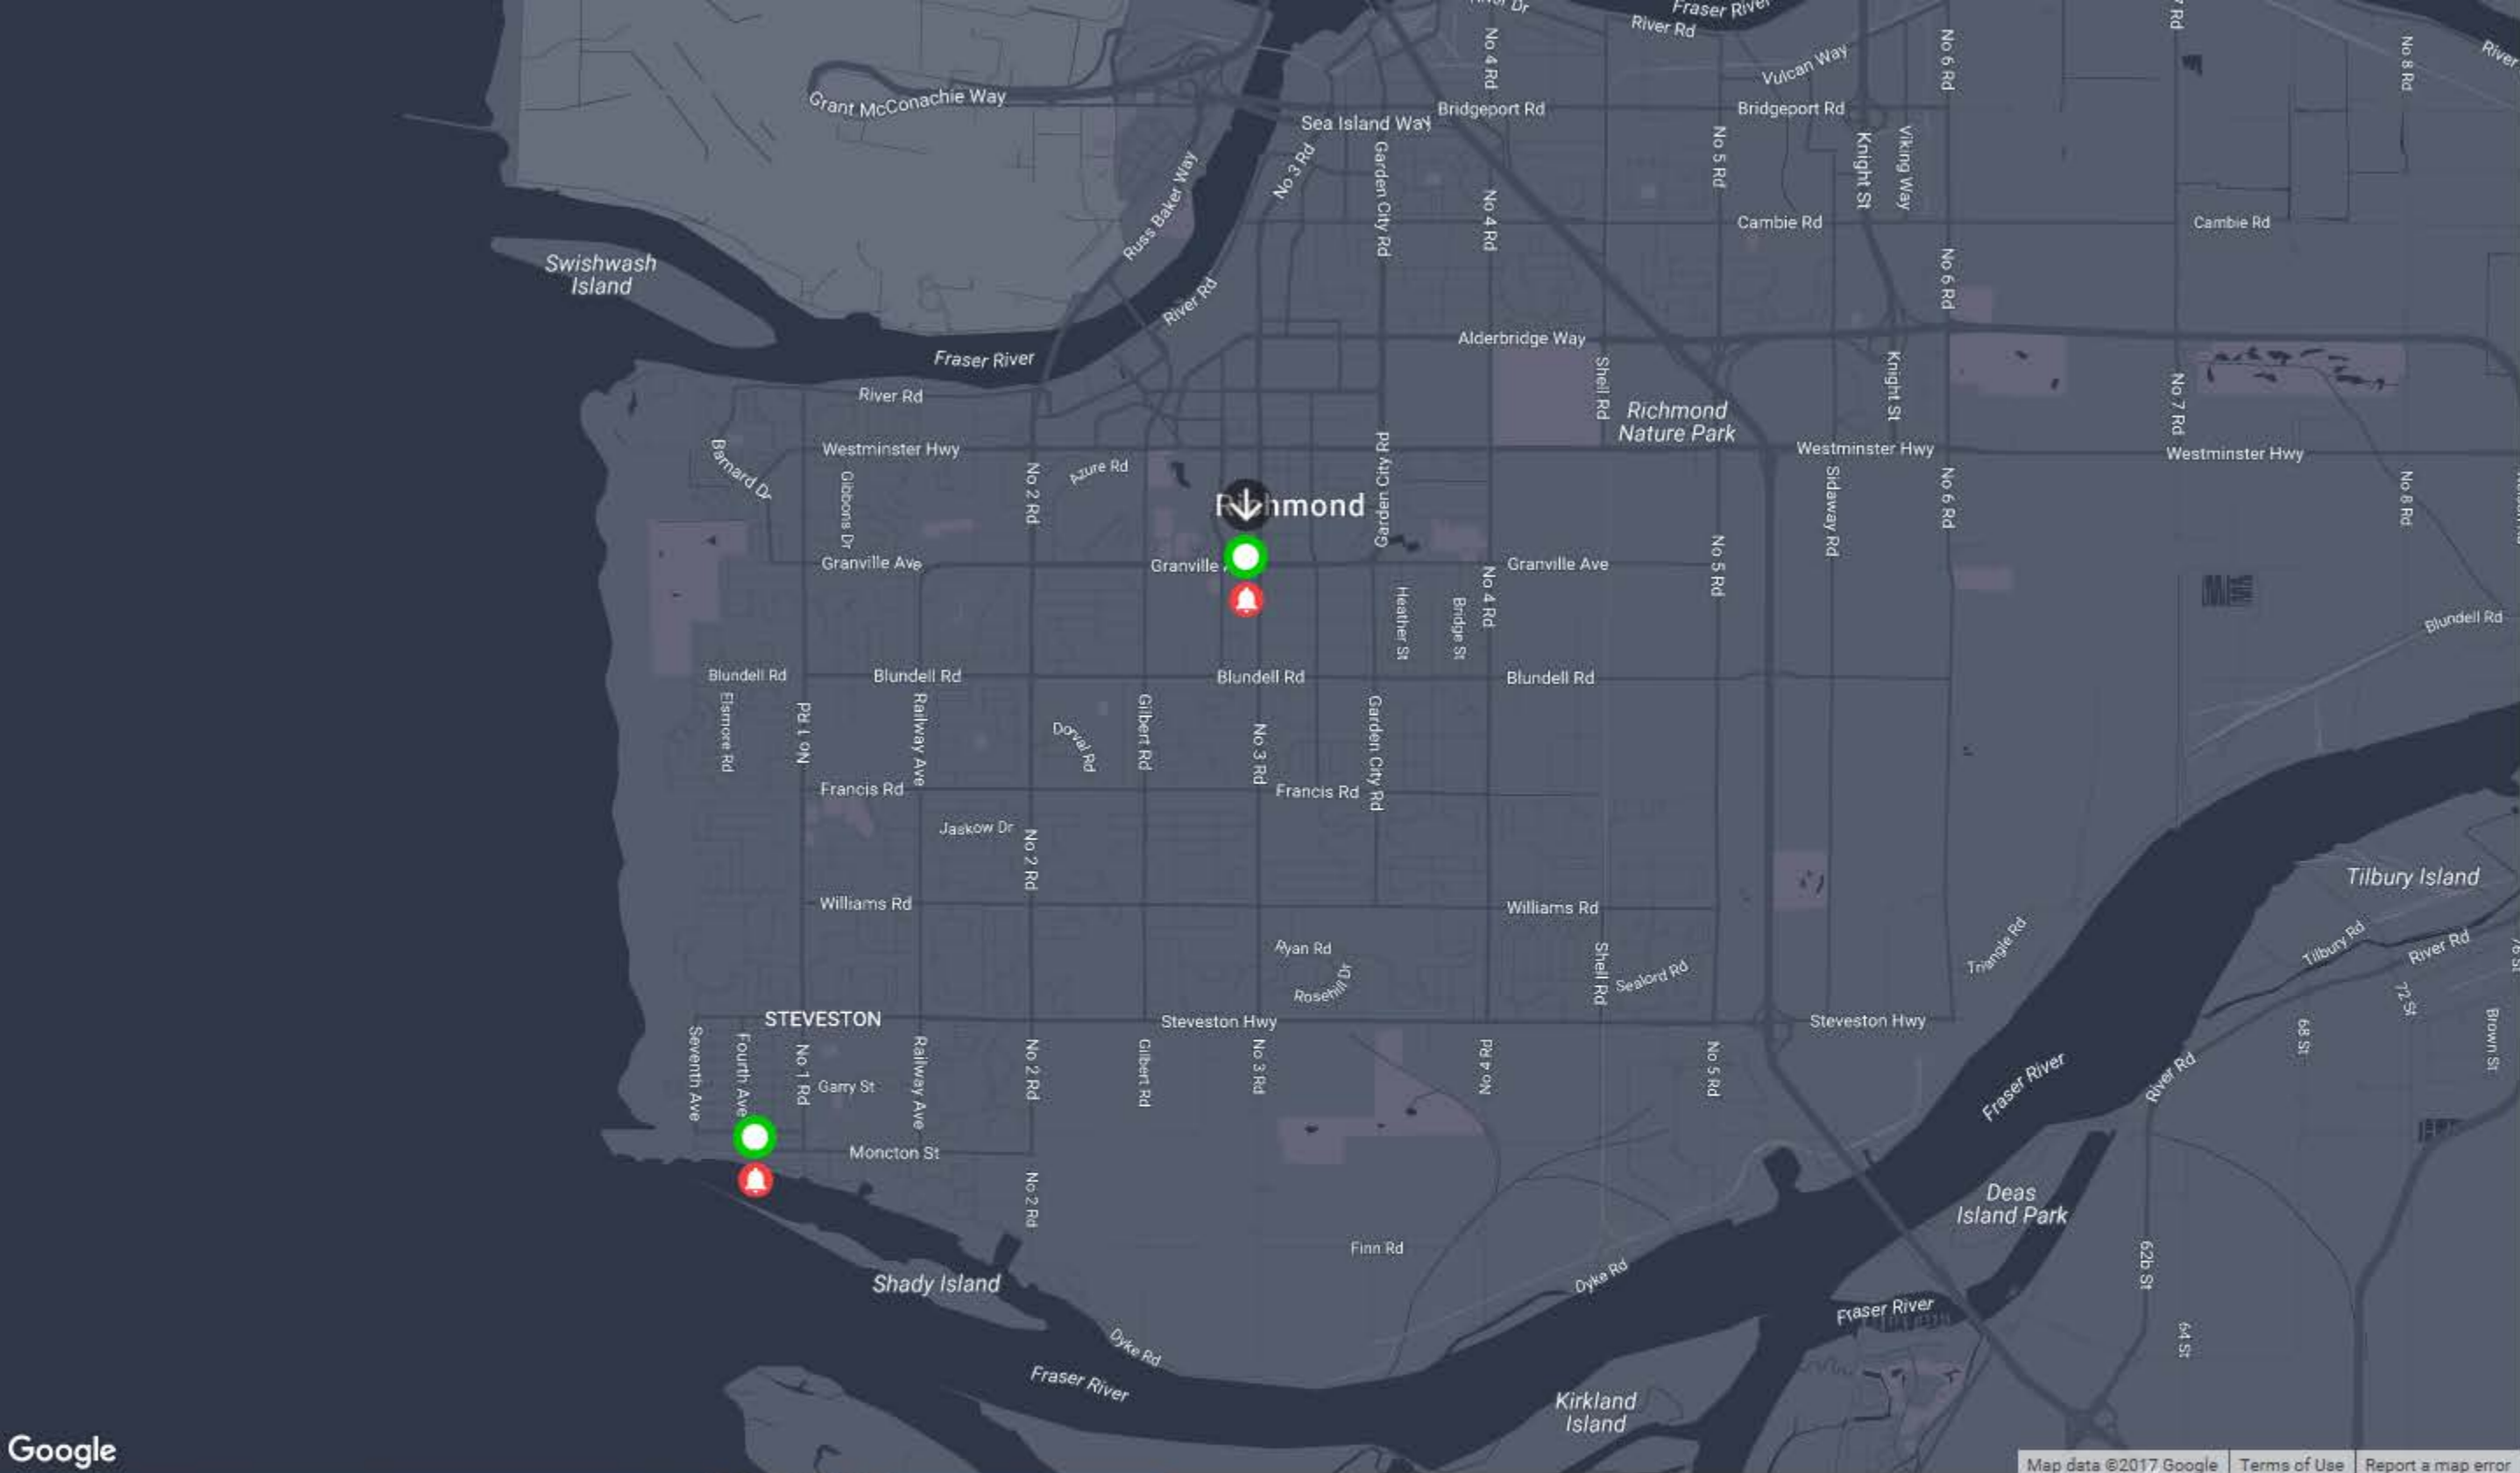 Fraser River
River Rd
No 4 Rd
No 6 Rd
No 8 Rd
River
Vulcan Way
Grant McConachie Way
Bridgeport Rd
Bridgeport Rd
Sea Island Way
No 3 Rd
Garden City Rd
No 5 Rd
Knight St
Viking Way
Russ Baker Way
No 4 Rd
Cambie Rd
Cambie Rd
Swishwash
Island
River Rd
No 6 Rd
Alderbridge Way
Fraser River
River Rd
Shell Rd
Knight St
No 7 Rd
Richmond
Nature Park
Westminster Hwy
Westminster Hwy
Westminster Hwy
Barnard Dr
Gibbons Dr
No 2 Rd
Azure Rd
Garden City Rd
Sidaway Rd
No 6 Rd
No 8 Rd
Granville Ave
Granville
Granville Ave
No 5 Rd
No 4 Rd
Heather St
Bridge St
Blundell Rd
Blundell Rd
Blundell Rd
Blundell Rd
Blundell Rd
Elsmore Rd
No 1 Rd
Railway Ave
Dorval Rd
Gilbert Rd
No 3 Rd
Garden City Rd
Francis Rd
Francis Rd
Jaskow Dr
No 2 Rd
Tilbury Island
Williams Rd
Williams Rd
Ryan Rd
Rosehill Dr
Shell Rd
Sealord Rd
Triangle Rd
Tilbury Rd
River Rd
72 St
68 St
Brown St
STEVESTON
Steveston Hwy
Steveston Hwy
Seventh Ave
Fourth Ave
No 1 Rd
Garry St
Railway Ave
No 2 Rd
Gilbert Rd
No 3 Rd
No 4 Rd
No 5 Rd
Fraser River
River Rd
Moncton St
No 2 Rd
Deas
Island Park
Finn Rd
62b St
Dyke Rd
Shady Island
Fraser River
64 St
Dyke Rd
Fraser River
Kirkland
Island
Google
Map data ©2017 Google
Terms of Use
Report a map error